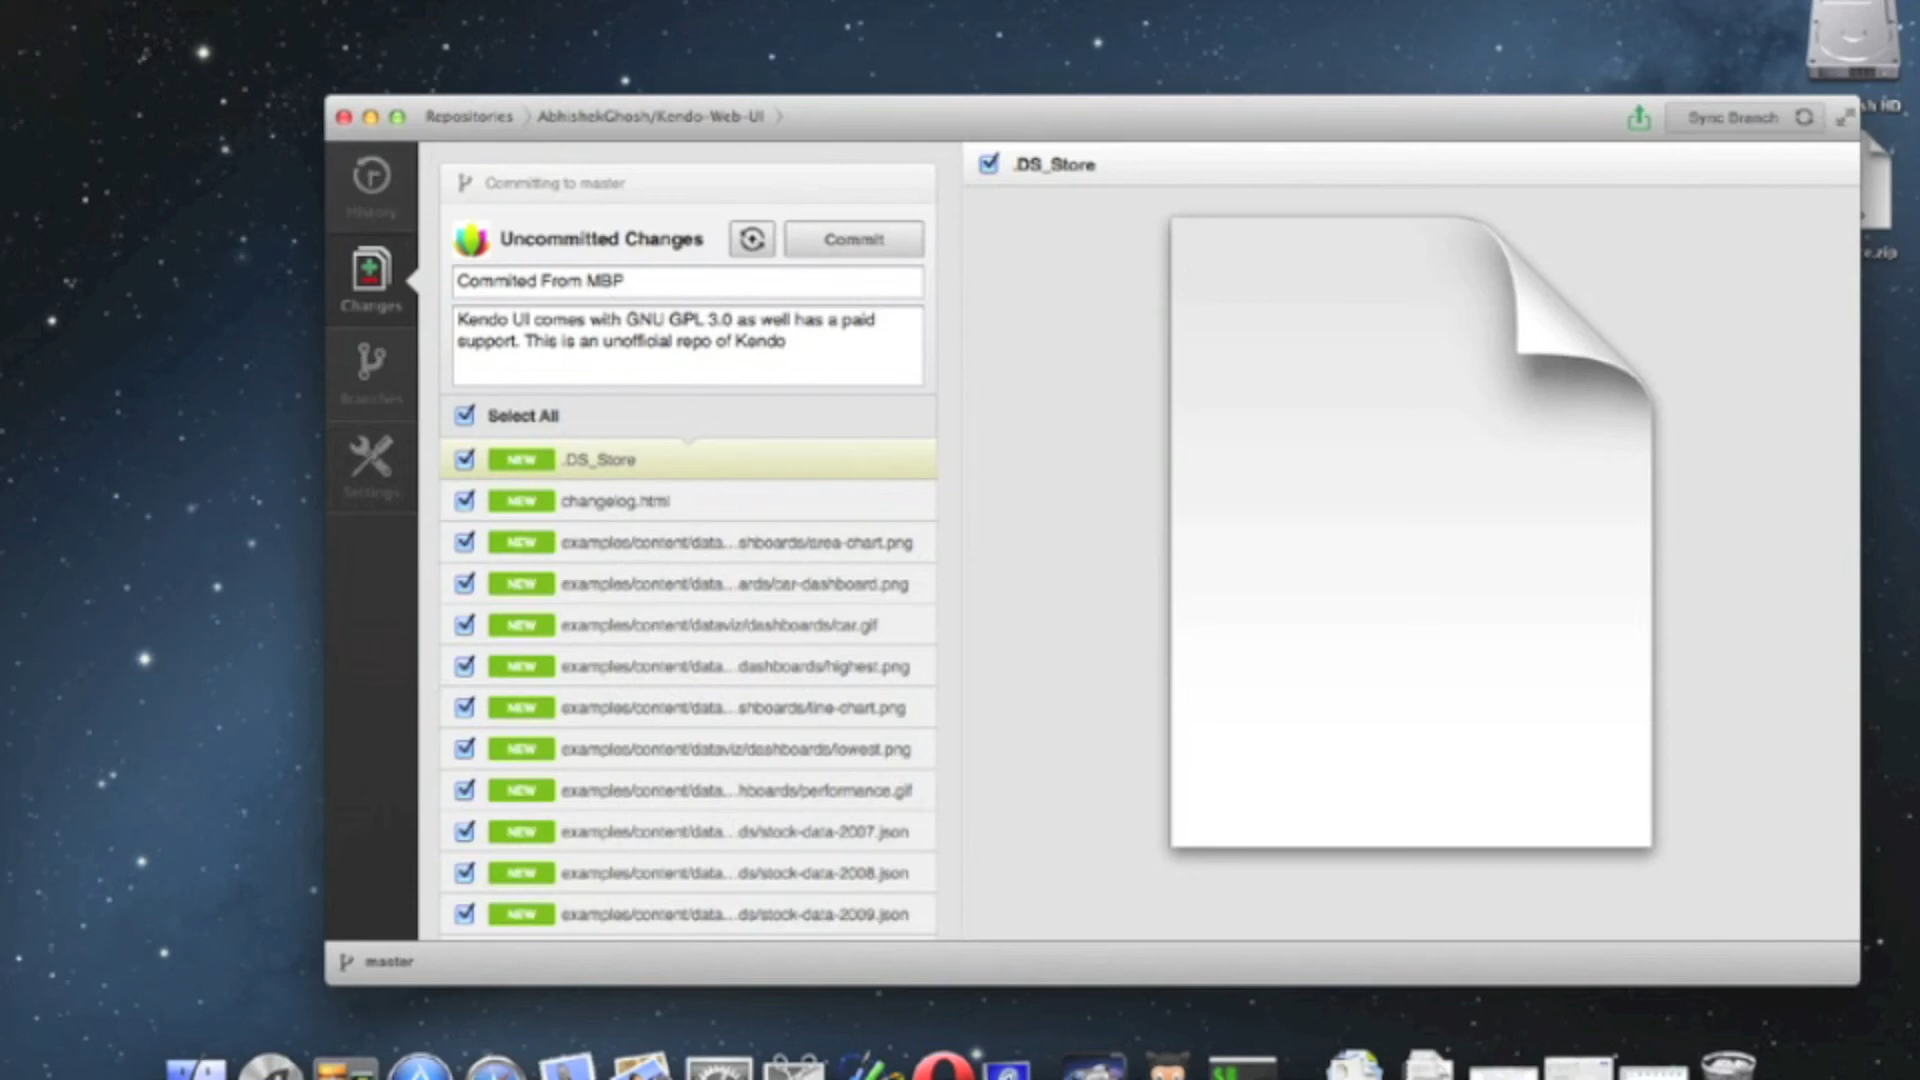 Repositories
AbhishekGhosh/Kendo-Web-UI
Sync Branch
History
Changes
Branches
Settings
Committing to master
Uncommitted Changes
Commit
Commited From MBP
Kendo UI comes with GNU GPL 3.0 as well has a paid
support. This is an unofficial repo of Kendo
Select All
NEW .DS_Store
NEW changelog.html
NEW examples/content/data...shboards/area-chart.png
NEW examples/content/data...ards/car-dashboard.png
NEW examples/content/dataviz/dashboards/car.gif
NEW examples/content/data...dashboards/highest.png
NEW examples/content/data...shboards/line-chart.png
NEW examples/content/dataviz/dashboards/lowest.png
NEW examples/content/data...hboards/performance.gif
NEW examples/content/data...ds/stock-data-2007.json
NEW examples/content/data...ds/stock-data-2008.json
NEW examples/content/data...ds/stock-data-2009.json
master
.DS_Store
HD
e.zip